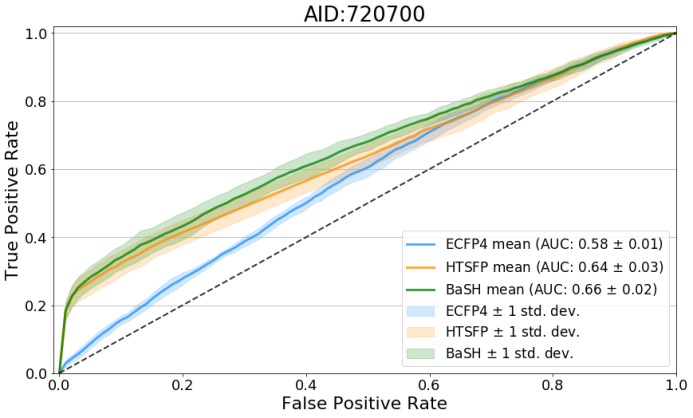 AID:720700
True Positive Rate
1.0
0.8
0.6
0.4
0.2
0.0
ECFP4 mean (AUC: 0.58 ± 0.01)
HTSFP mean (AUC: 0.64 ± 0.03)
BaSH mean (AUC: 0.66 ± 0.02)
ECFP4 ± 1 std. dev.
HTSFP ± 1 std. dev.
BaSH ± 1 std. dev.
0.0 0.2 0.4 0.6 0.8 1.0
False Positive Rate